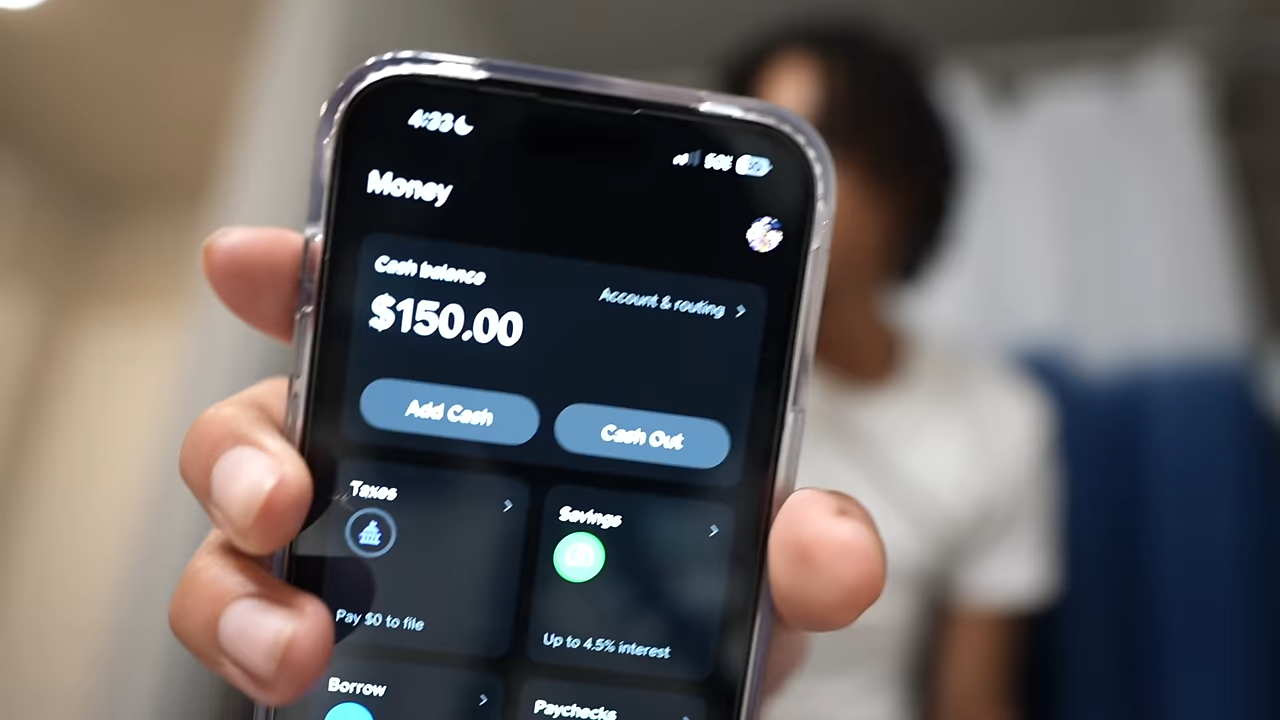 4:33
Money
Cash balance
Account & routing
$150.00
Add Cash
Cash Out
Taxes
Savings
Pay $0 to file
Up to 4.5% interest
Borrow
Paychecks